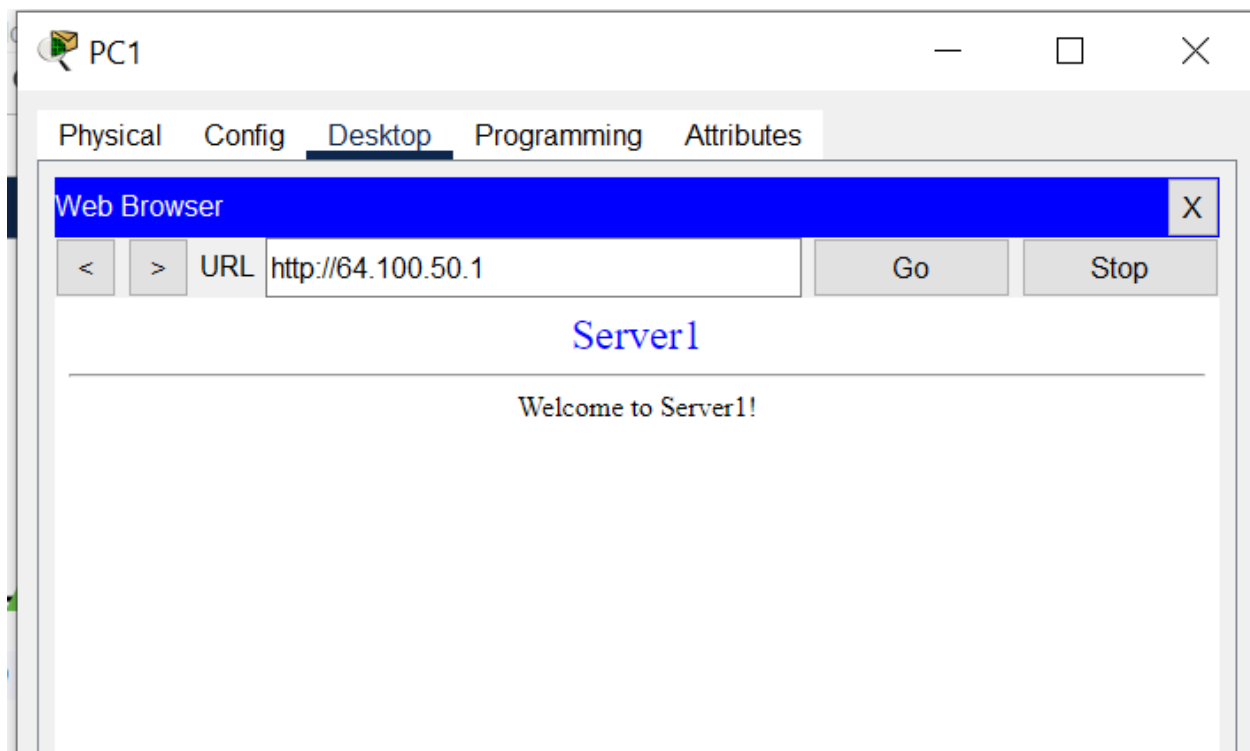 PC1
Physical Config Desktop Programming Attributes
Web Browser X
< > URL http://64.100.50.1 Go Stop
Server1
Welcome to Server1!